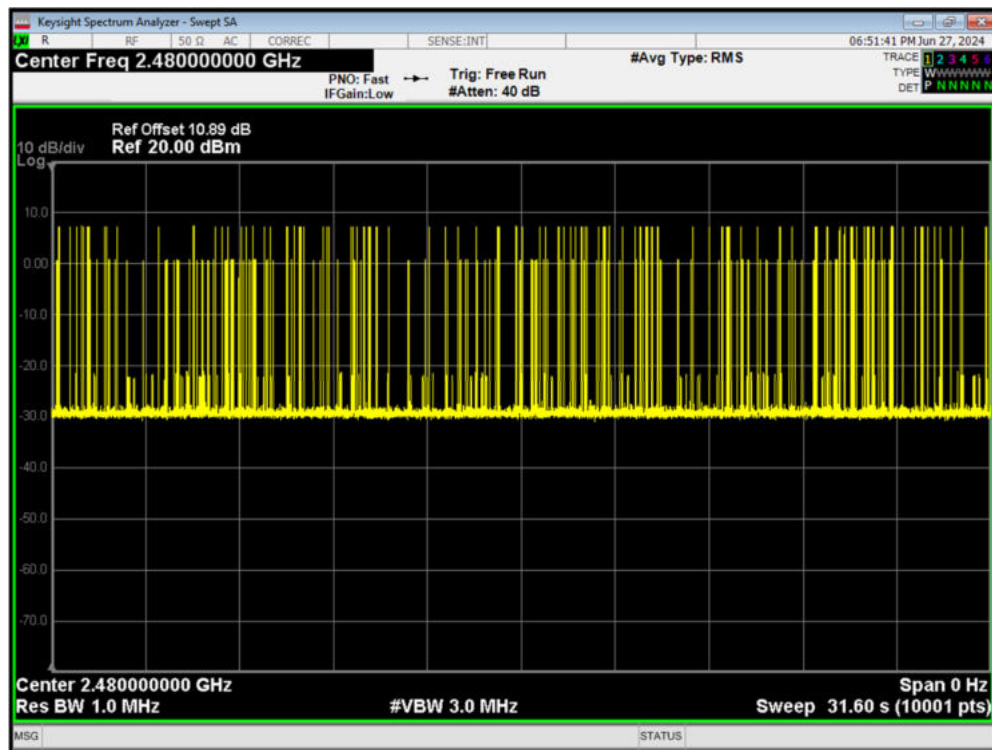 Keysight Spectrum Analyzer - Swept SA
LXI R RF 50 Ω AC CORREC SENSE:INT 06:51:41 PM Jun 27, 2024
Center Freq 2.480000000 GHz #Avg Type: RMS TRACE 1 2 3 4 5 6
PNO: Fast Trig: Free Run TYPE WWWWWW
IFGain:Low #Atten: 40 dB DET P N N N N N
Ref Offset 10.89 dB
10 dB/div Ref 20.00 dBm
Log
10.0
0.00
-10.0
-20.0
-30.0
-40.0
-50.0
-60.0
-70.0
Center 2.480000000 GHz Span 0 Hz
Res BW 1.0 MHz #VBW 3.0 MHz Sweep 31.60 s (10001 pts)
MSG STATUS